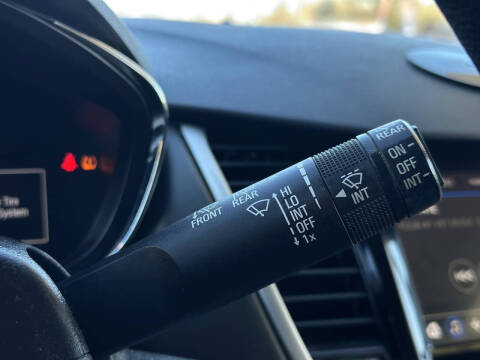 REAR
ON
OFF
INT
INT
HI
LO
INT
OFF
1x
REAR
FRONT
Tire
System